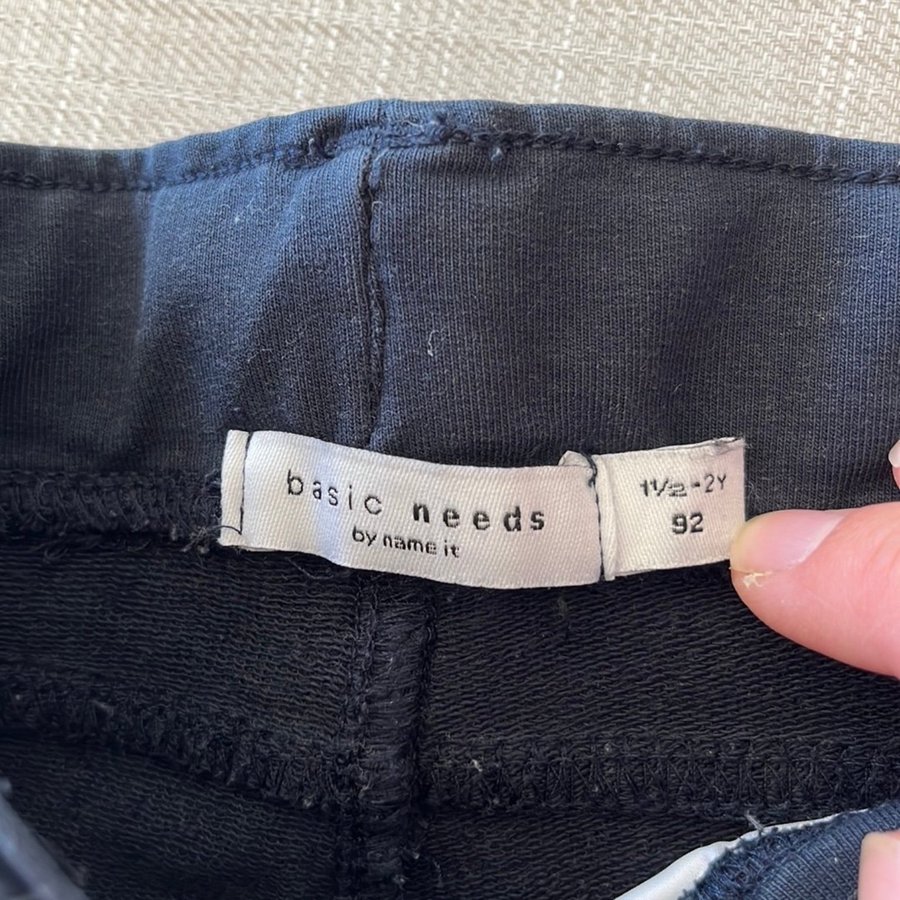 basic needs
by name it
1½-2Y
92